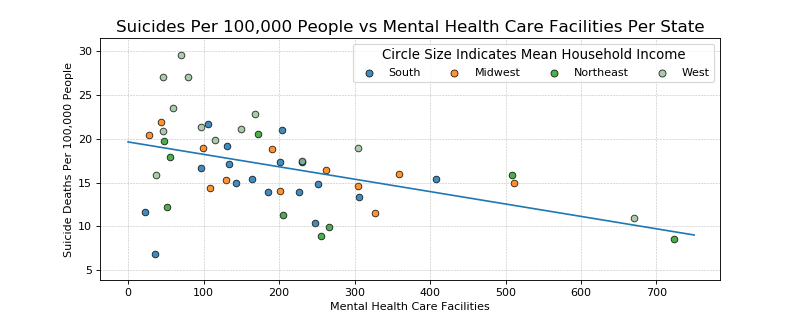 Suicides Per 100,000 People vs Mental Health Care Facilities Per State
Circle Size Indicates Mean Household Income
South Midwest Northeast West
Suicide Deaths Per 100,000 People
30
25
20
15
10
5
0 100 200 300 400 500 600 700
Mental Health Care Facilities